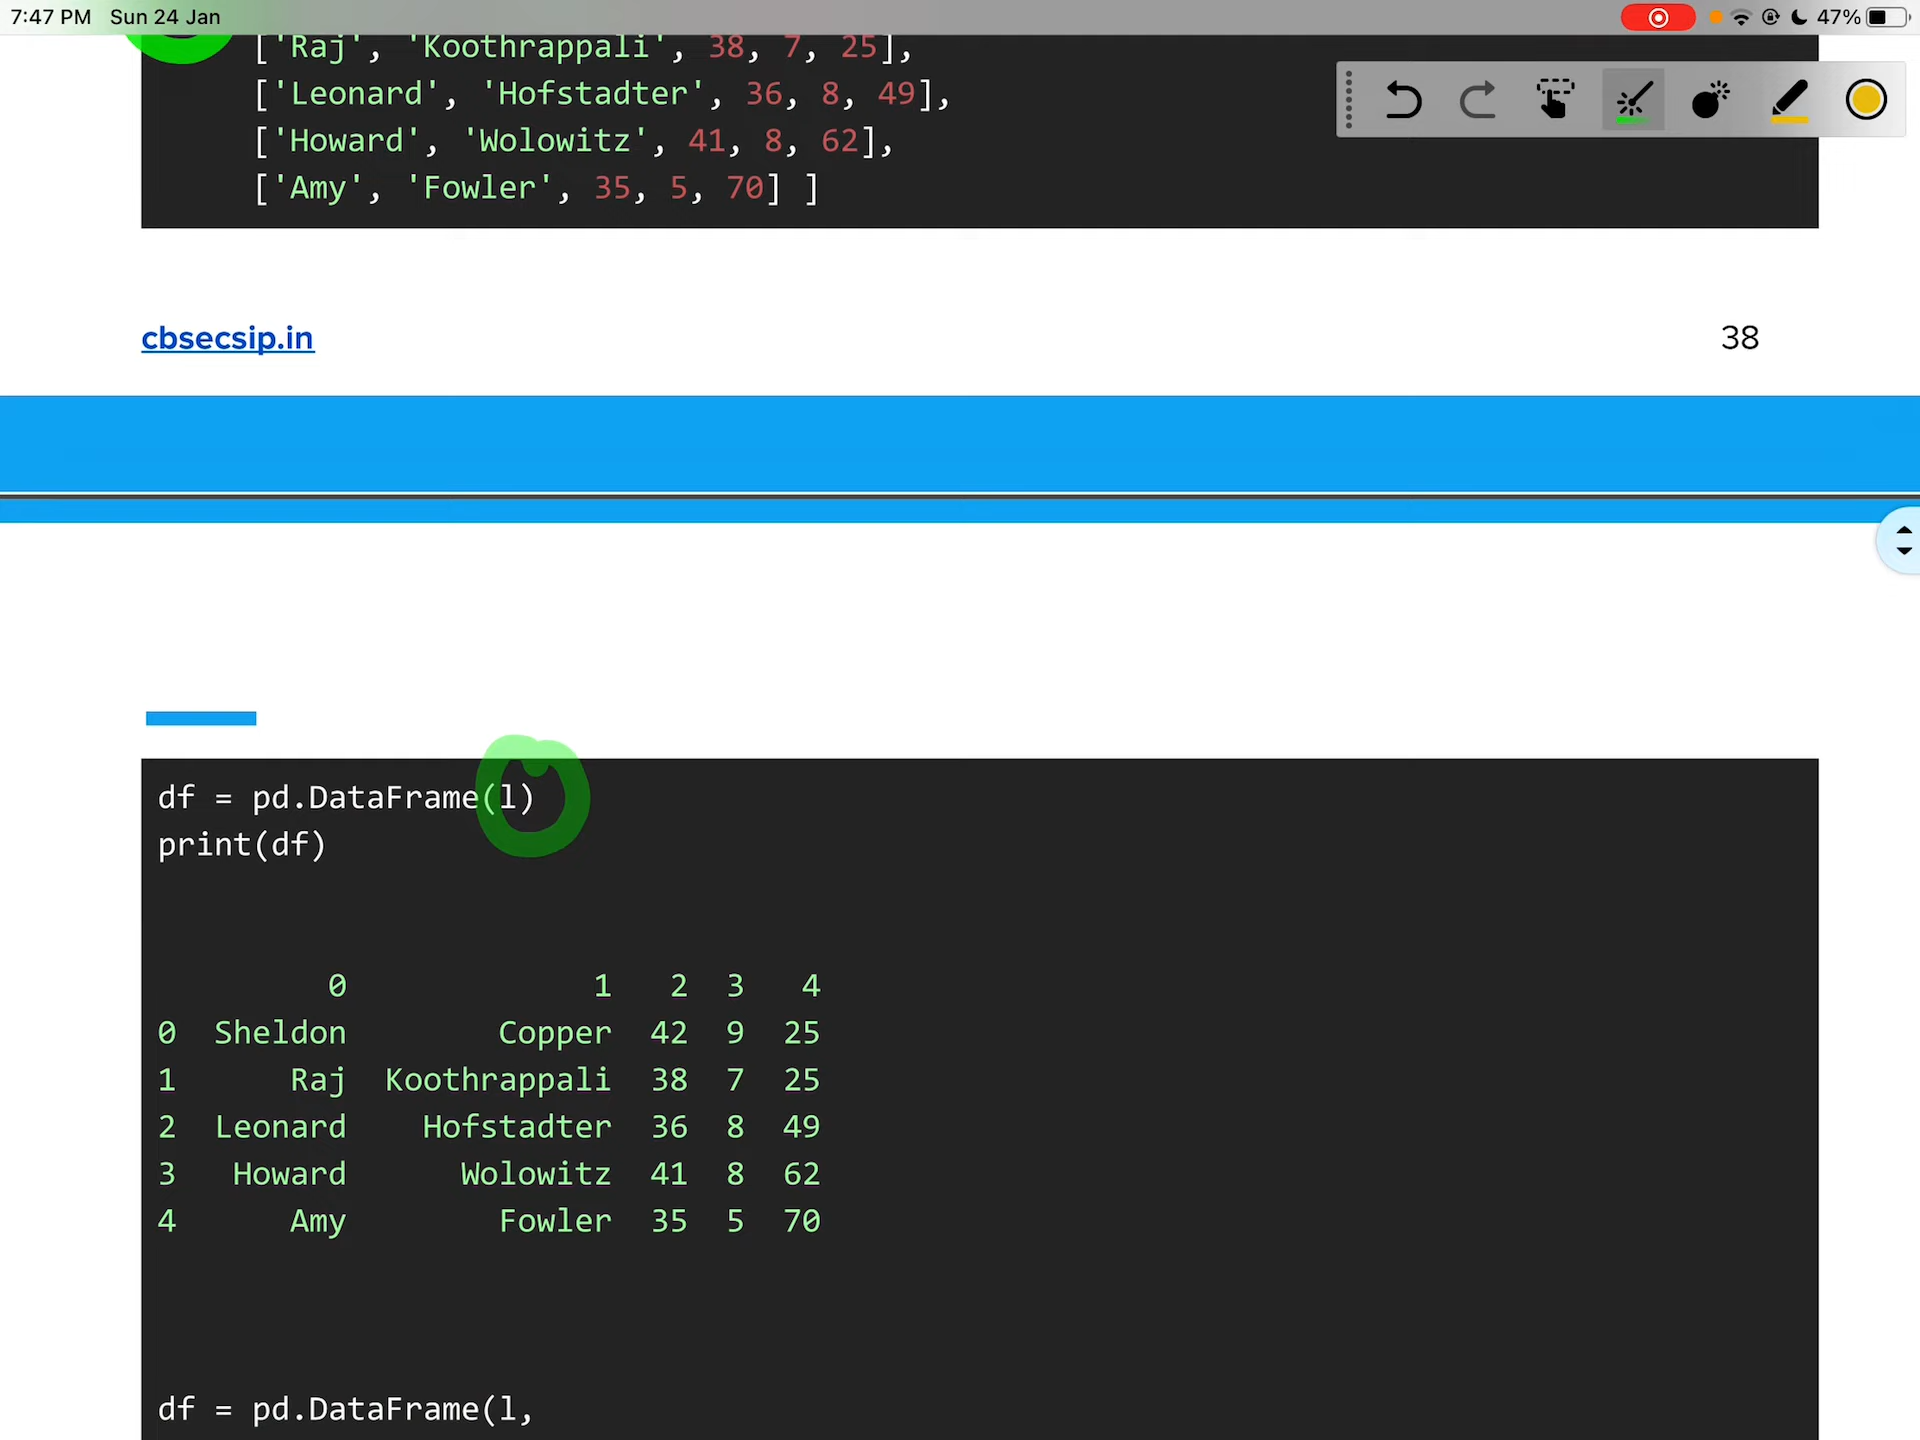 7:47 PM Sun 24 Jan 47%
['Raj', 'Koothrappali', 38, 7, 25],
['Leonard', 'Hofstadter', 36, 8, 49],
['Howard', 'Wolowitz', 41, 8, 62],
['Amy', 'Fowler', 35, 5, 70] ]
cbsecsip.in 38
df = pd.DataFrame(l)
print(df)
0 1 2 3 4
0 Sheldon Copper 42 9 25
1 Raj Koothrappali 38 7 25
2 Leonard Hofstadter 36 8 49
3 Howard Wolowitz 41 8 62
4 Amy Fowler 35 5 70
df = pd.DataFrame(l,